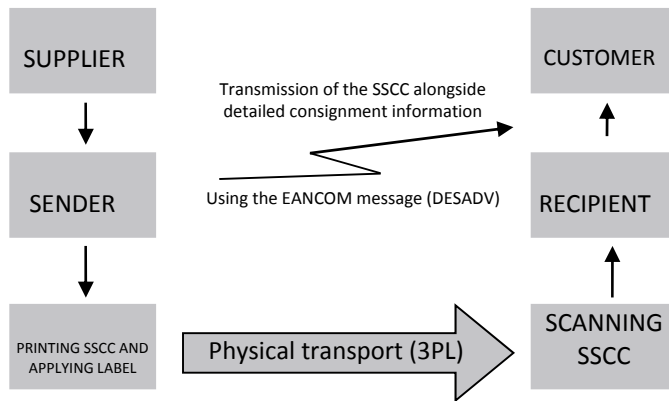 SUPPLIER
CUSTOMER
Transmission of the SSCC alongside
detailed consignment information
SENDER
Using the EANCOM message (DESADV)
RECIPIENT
PRINTING SSCC AND
APPLYING LABEL
Physical transport (3PL)
SCANNING
SSCC